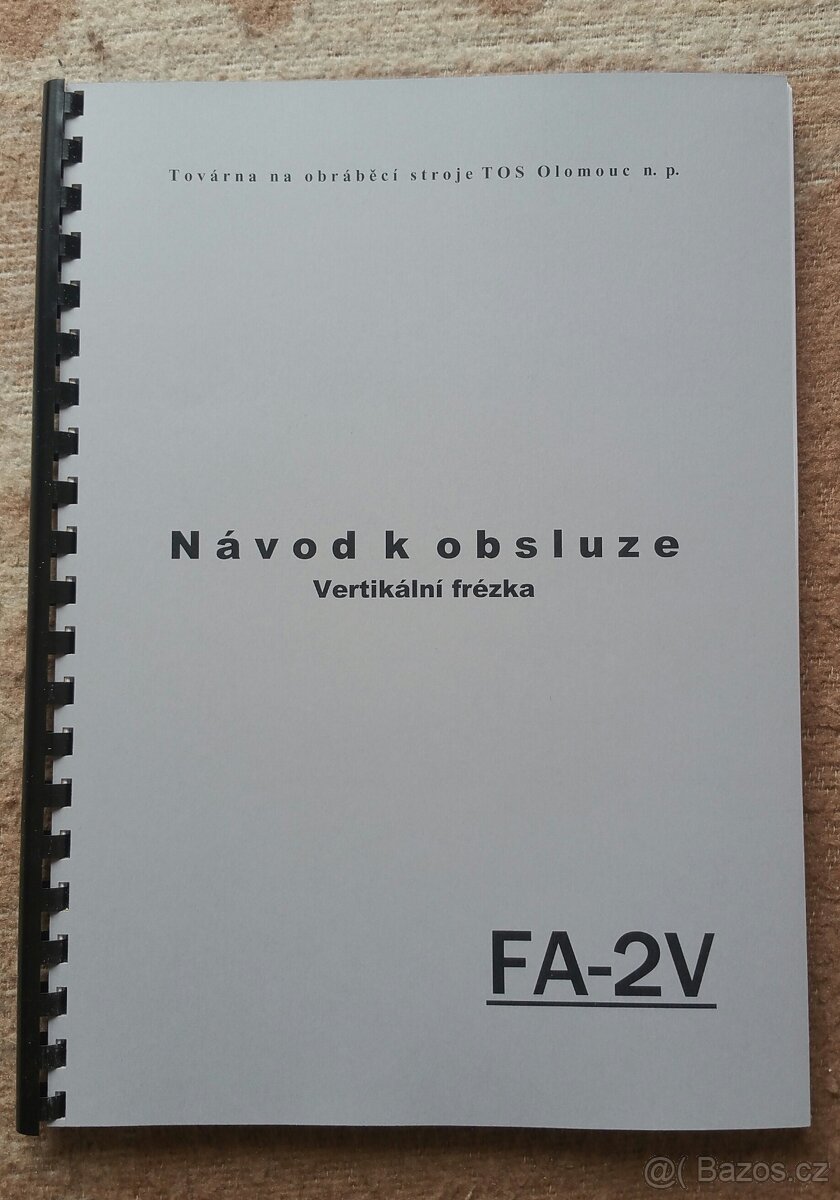 Továrna na obráběcí stroje TOS Olomouc n. p.
Návod k obsluze
Vertikální frézka
FA-2V
@( Bazos.cz